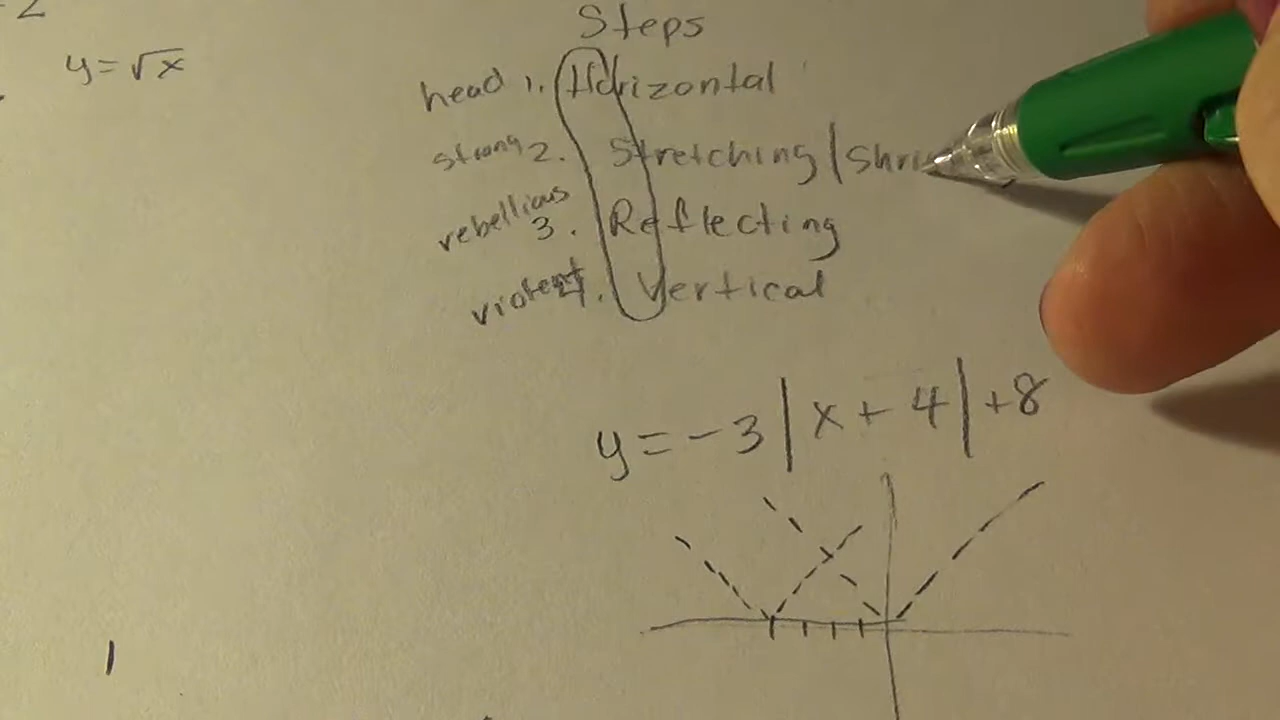 Steps
y=√x
head 1. Horizontal
strong 2. Stretching/Shri
rebellious 3. Reflecting
violent 4. Vertical
y=-3|x+4|+8